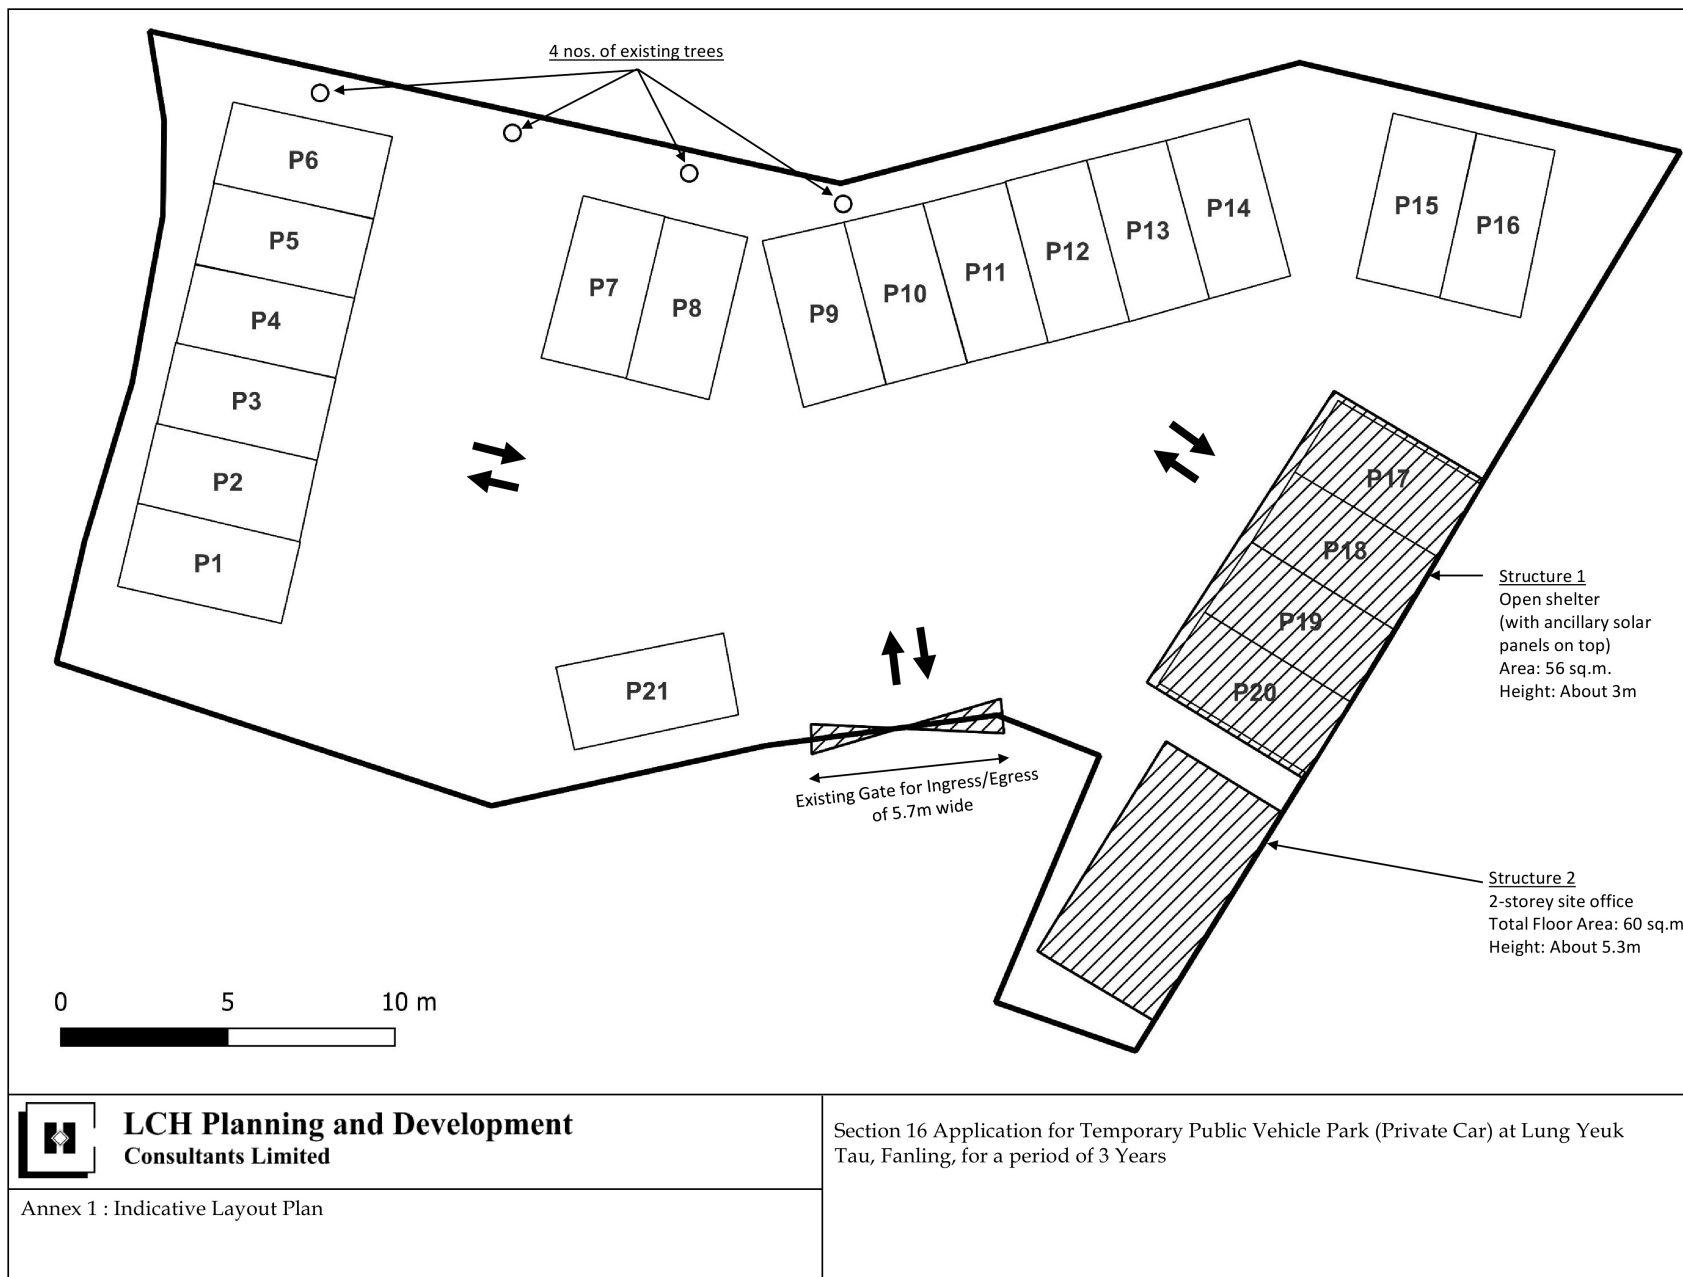 4 nos. of existing trees
P6
P5
P4
P3
P2
P1
P7
P8
P9
P10
P11
P12
P13
P14
P15
P16
P17
P18
P19
P20
P21
Structure 1
Open shelter
(with ancillary solar
panels on top)
Area: 56 sq.m.
Height: About 3m
Existing Gate for Ingress/Egress
of 5.7m wide
Structure 2
2-storey site office
Total Floor Area: 60 sq.m
Height: About 5.3m
0 5 10 m
LCH Planning and Development
Consultants Limited
Section 16 Application for Temporary Public Vehicle Park (Private Car) at Lung Yeuk
Tau, Fanling, for a period of 3 Years
Annex 1 : Indicative Layout Plan